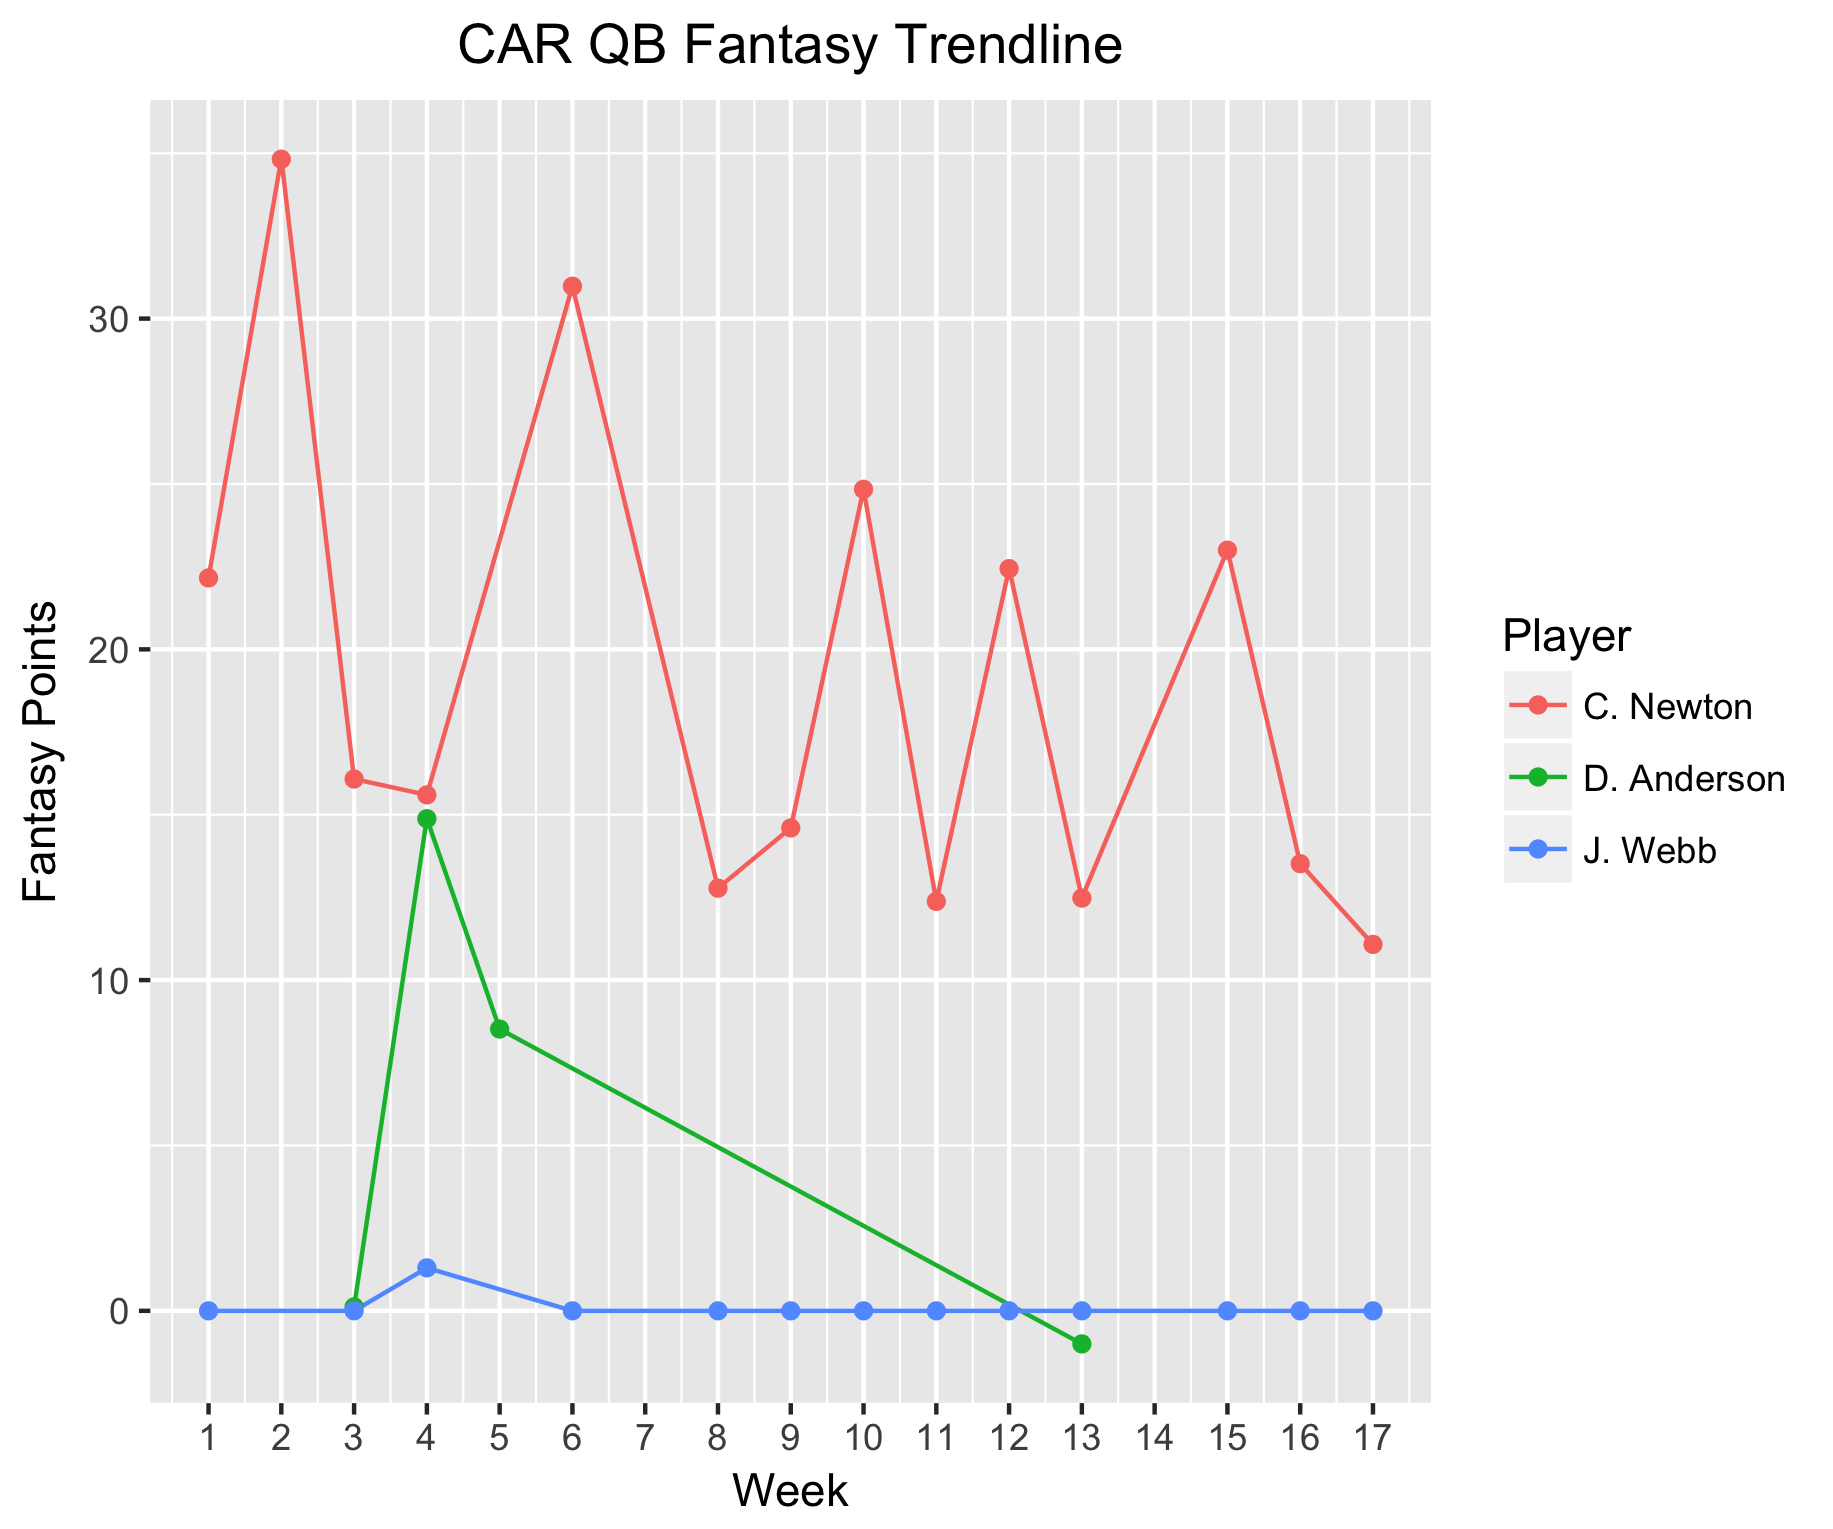 CAR QB Fantasy Trendline
Fantasy Points
30
20
10
0
1 2 3 4 5 6 7 8 9 10 11 12 13 14 15 16 17
Week
Player
C. Newton
D. Anderson
J. Webb